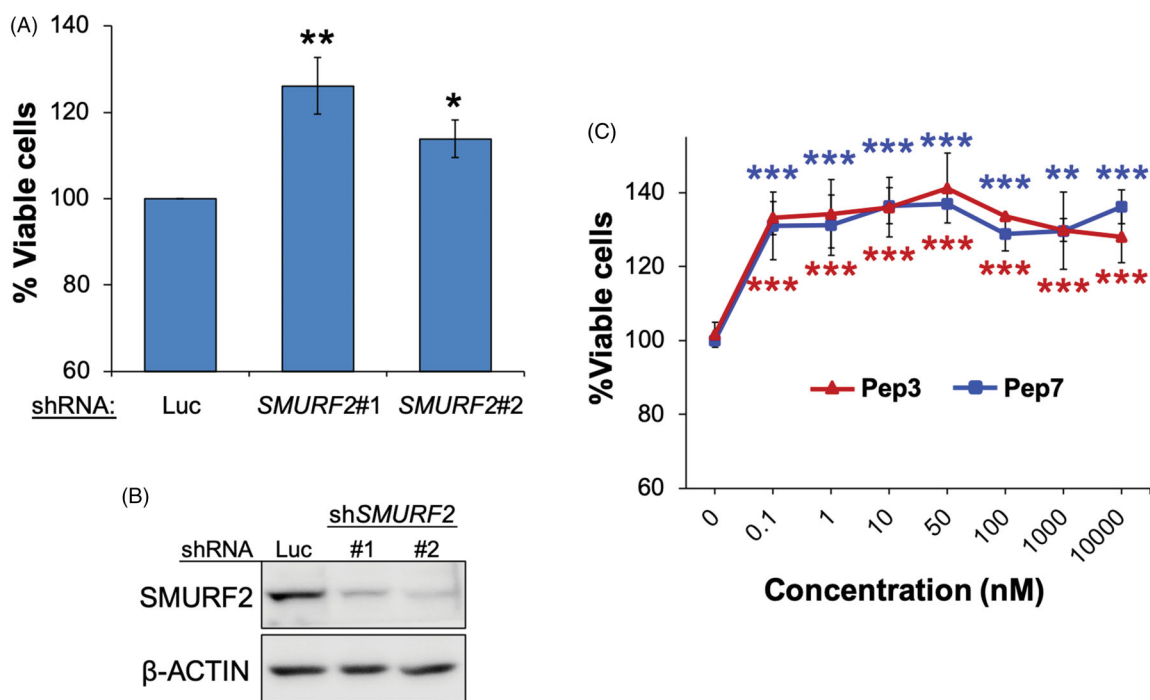 (A)
% Viable cells
140
120
100
80
60
**
*
shRNA: Luc SMURF2#1 SMURF2#2
(B)
shSMURF2
shRNA Luc #1 #2
SMURF2
β-ACTIN
(C)
%Viable cells
140
120
100
80
60
*** *** *** *** *** ** ***
*** *** *** *** *** *** ***
Pep3 Pep7
0 0.1 1 10 50 100 1000 10000
Concentration (nM)